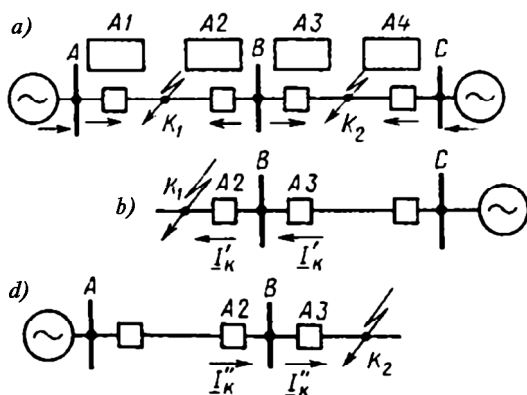 a) A1 A2 A3 A4
A B C
K₁ K₂
K₁ A2 B A3 C
b)
I'ₖ I'ₖ
A A2 B A3
d)
I''ₖ I''ₖ K₂